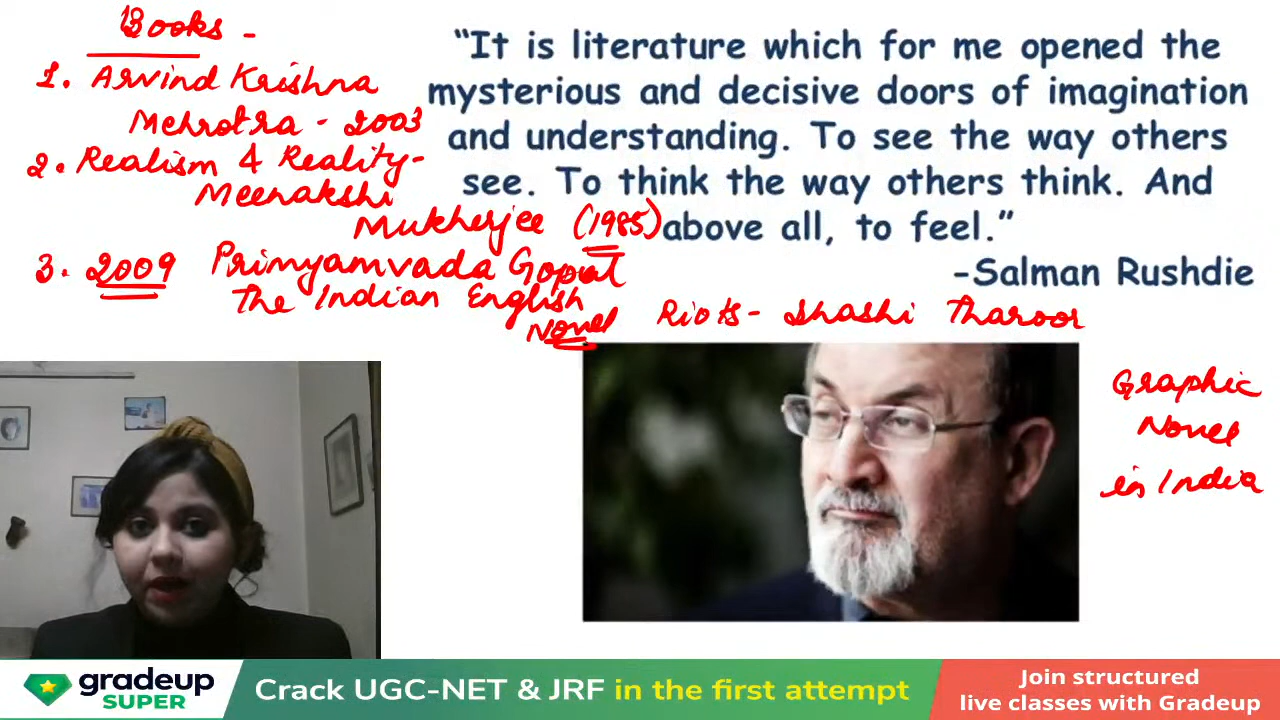 Books -
1. Arvind Krishna
Mehrotra - 2003
2. Realism & Reality-
Meenakshi
Mukherjee (1985)
3. 2009 Primyamvada Gopal
The Indian English
Novel
"It is literature which for me opened the
mysterious and decisive doors of imagination
and understanding. To see the way others
see. To think the way others think. And
above all, to feel."
-Salman Rushdie
Riots- Shashi Tharoor
Graphic
Novel
in India
gradeup
SUPER
Crack UGC-NET & JRF in the first attempt
Join structured
live classes with Gradeup